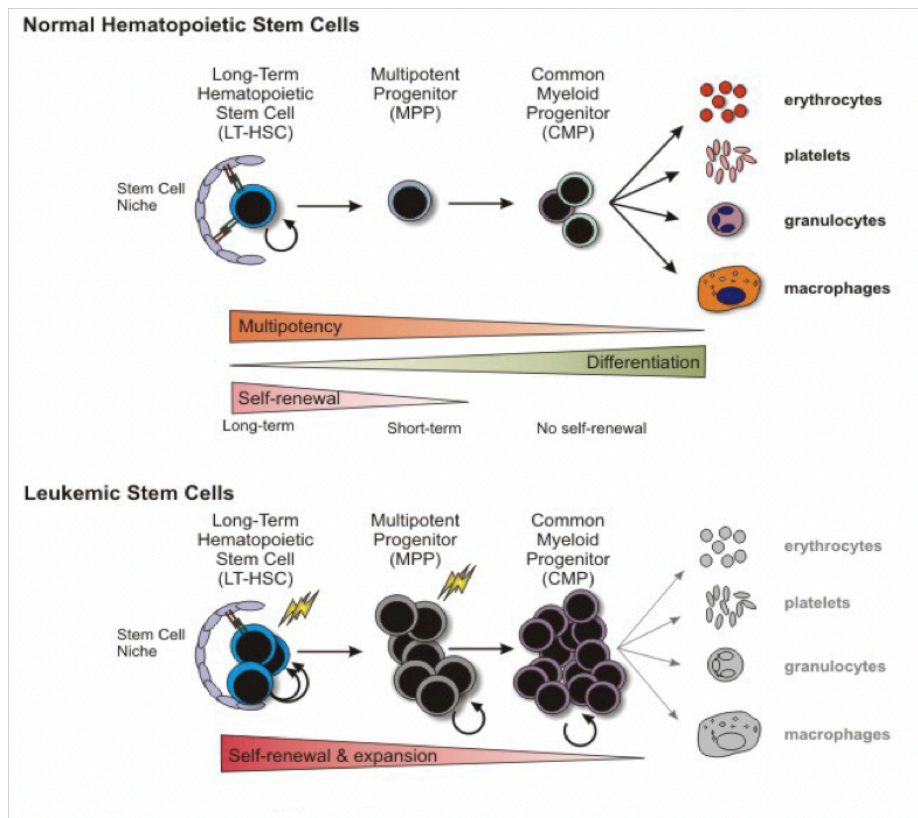 Normal Hematopoietic Stem Cells
Long-Term
Hematopoietic
Stem Cell
(LT-HSC)
Multipotent
Progenitor
(MPP)
Common
Myeloid
Progenitor
(CMP)
Stem Cell
Niche
erythrocytes
platelets
granulocytes
macrophages
Multipotency
Differentiation
Self-renewal
Long-term
Short-term
No self-renewal
Leukemic Stem Cells
Long-Term
Hematopoietic
Stem Cell
(LT-HSC)
Multipotent
Progenitor
(MPP)
Common
Myeloid
Progenitor
(CMP)
Stem Cell
Niche
erythrocytes
platelets
granulocytes
macrophages
Self-renewal & expansion